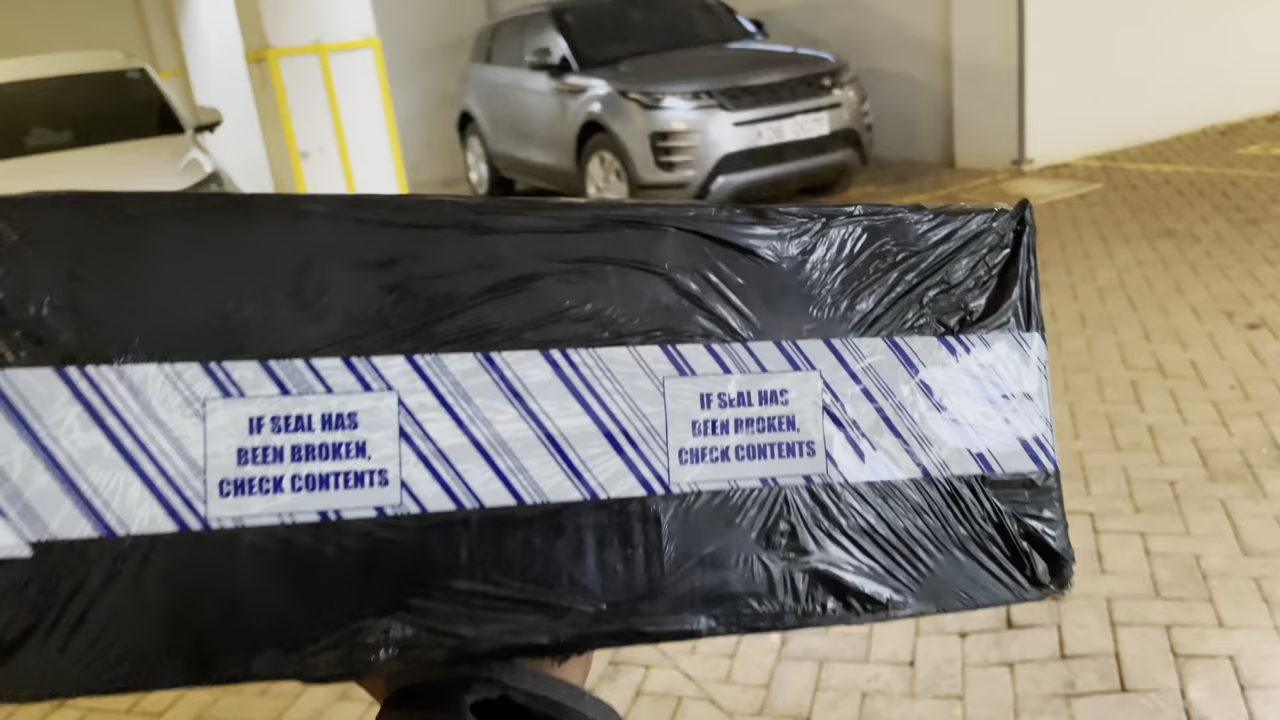 IF SEAL HAS
BEEN BROKEN,
CHECK CONTENTS
IF SEAL HAS
BEEN BROKEN,
CHECK CONTENTS